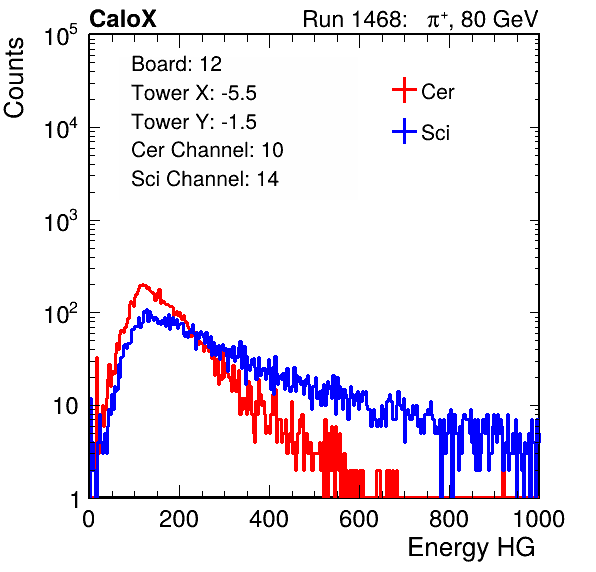 CaloX Run 1468: π⁺, 80 GeV
Counts
10⁵
10⁴
10³
10²
10
1
Board: 12
Tower X: -5.5
Tower Y: -1.5
Cer Channel: 10
Sci Channel: 14
Cer
Sci
0 200 400 600 800 1000
Energy HG